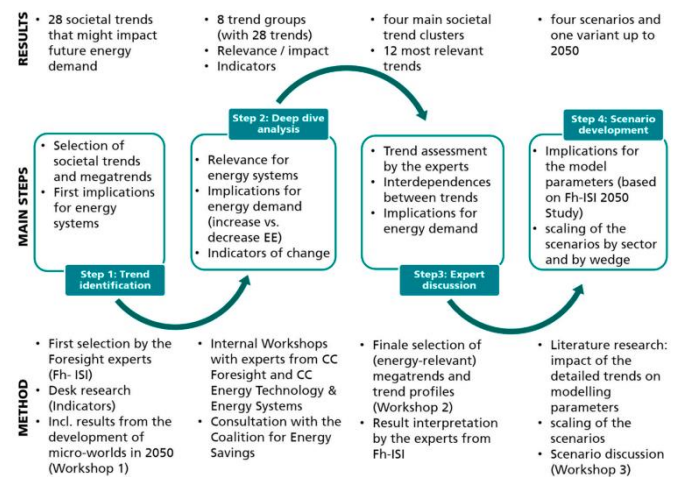 RESULTS
• 28 societal trends
that might impact
future energy
demand
• 8 trend groups
(with 28 trends)
• Relevance / impact
• Indicators
• four main societal
trend clusters
• 12 most relevant
trends
• four scenarios and
one variant up to
2050
MAIN STEPS
• Selection of
societal trends
and megatrends
• First implications
for energy
systems
Step 1: Trend
identification
Step 2: Deep dive
analysis
• Relevance for
energy systems
• Implications for
energy demand
(increase vs.
decrease EE)
• Indicators of change
• Trend assessment
by the experts
• Interdependences
between trends
• Implications for
energy demand
Step3: Expert
discussion
Step 4: Scenario
development
• Implications for
the model
parameters (based
on Fh-ISI 2050
Study)
• scaling of the
scenarios by sector
and by wedge
METHOD
• First selection by the
Foresight experts
(Fh- ISI)
• Desk research
(Indicators)
• Incl. results from the
development of
micro-worlds in 2050
(Workshop 1)
• Internal Workshops
with experts from CC
Foresight and CC
Energy Technology &
Energy Systems
• Consultation with the
Coalition for Energy
Savings
• Finale selection of
(energy-relevant)
megatrends and
trend profiles
(Workshop 2)
• Result interpretation
by the experts from
Fh-ISI
• Literature research:
impact of the
detailed trends on
modelling
parameters
• scaling of the
scenarios
• Scenario discussion
(Workshop 3)